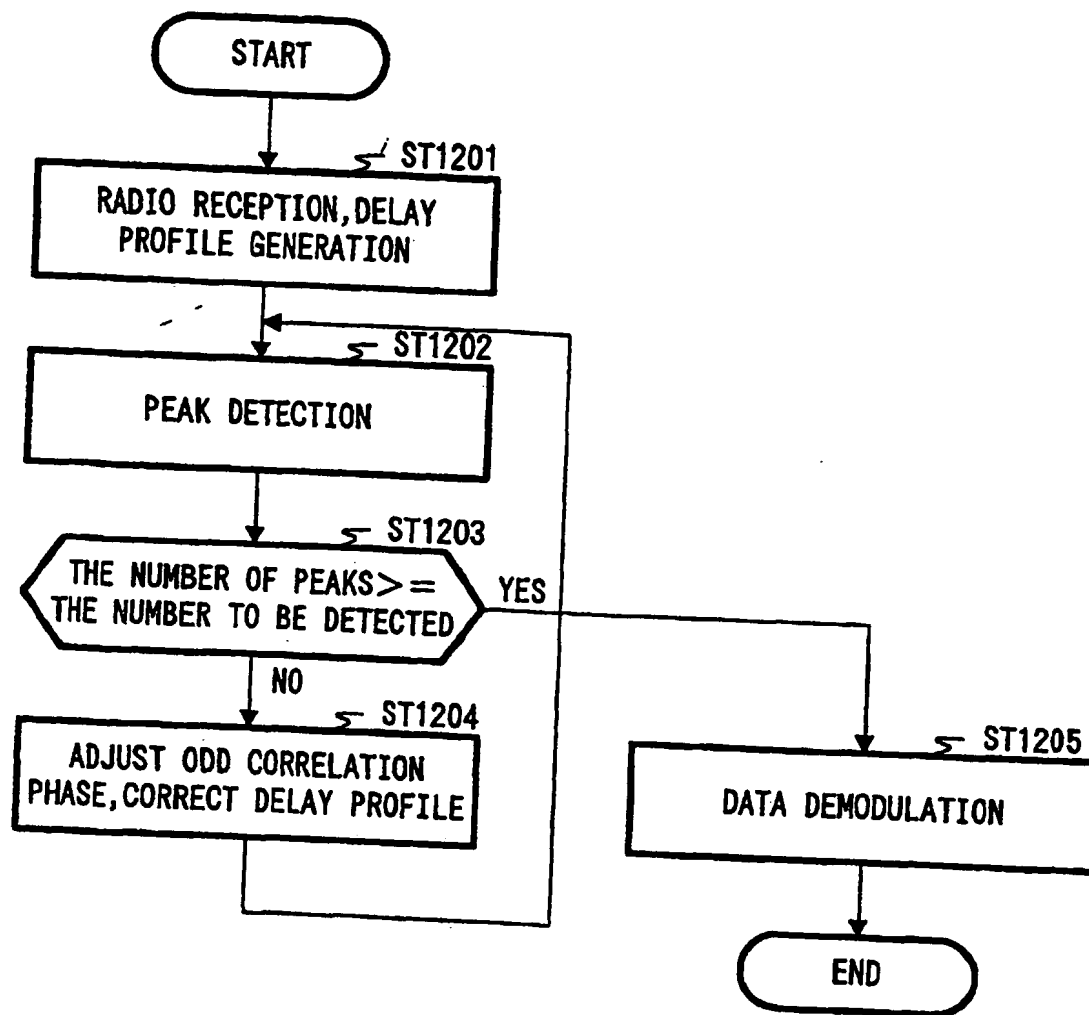 START
ST1201
RADIO RECEPTION,DELAY
PROFILE GENERATION
ST1202
PEAK DETECTION
ST1203
THE NUMBER OF PEAKS>=
THE NUMBER TO BE DETECTED
YES
NO
ST1204
ADJUST ODD CORRELATION
PHASE,CORRECT DELAY PROFILE
ST1205
DATA DEMODULATION
END